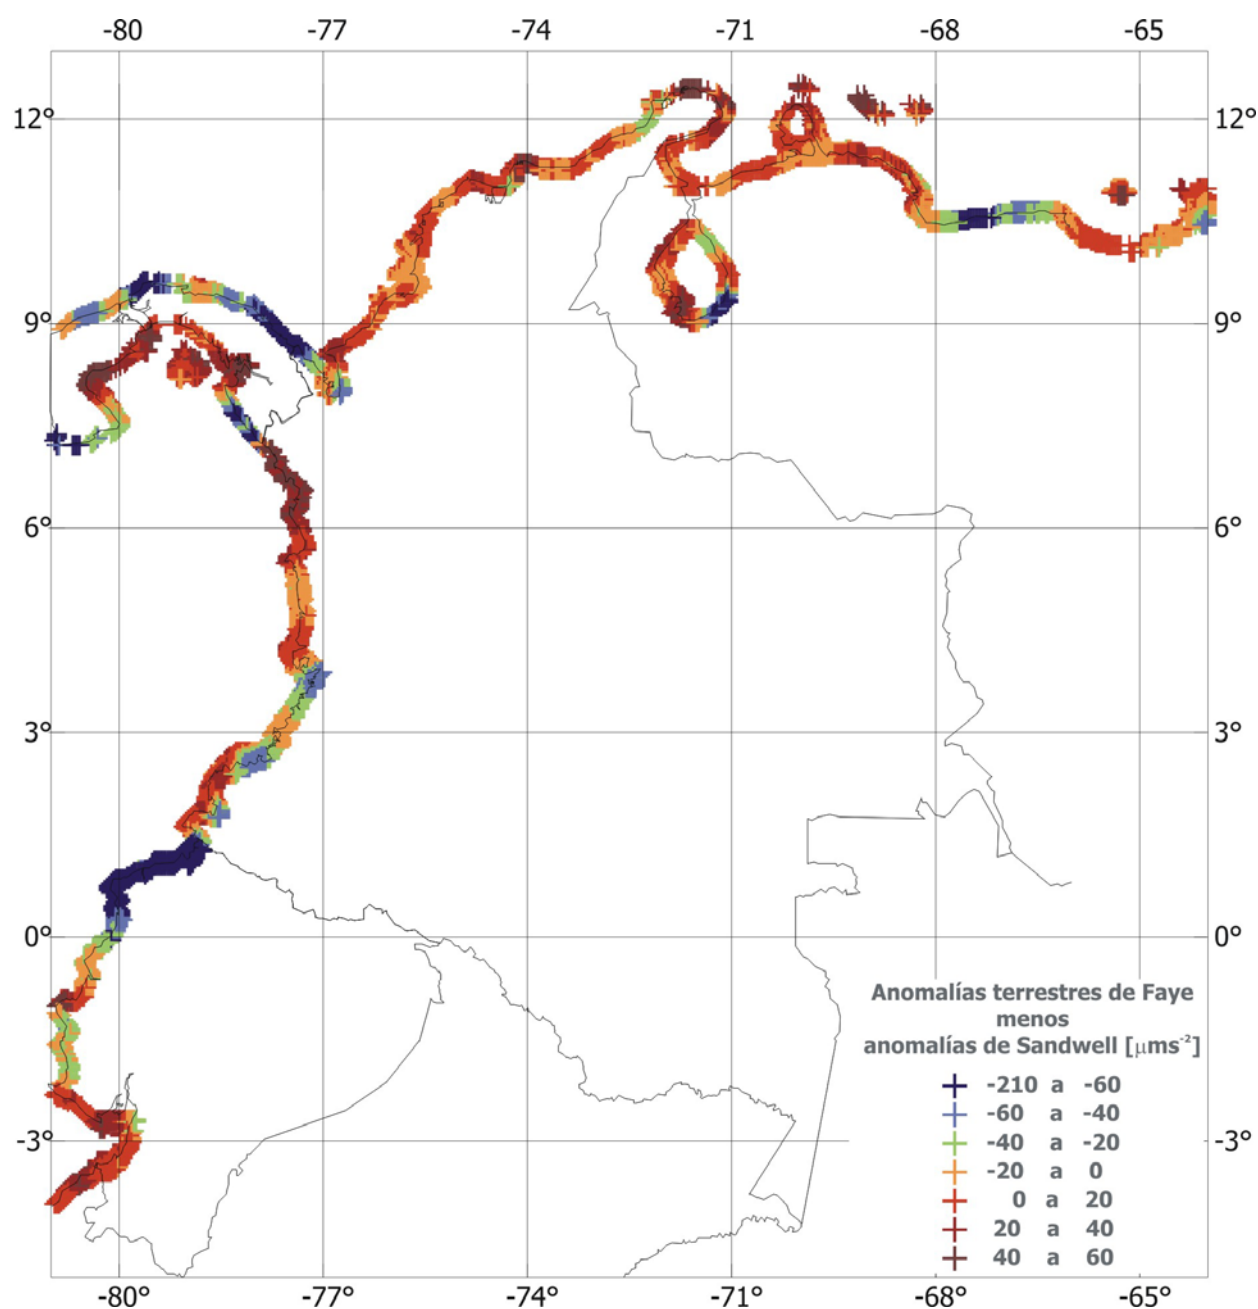 -80 -77 -74 -71 -68 -65
12° 12°
9° 9°
6° 6°
3° 3°
0° 0°
Anomalías terrestres de Faye
menos
anomalías de Sandwell [μms⁻²]
-210 a -60
-60 a -40
-40 a -20
-20 a 0
0 a 20
20 a 40
40 a 60
-3° -3°
-80° -77° -74° -71° -68° -65°